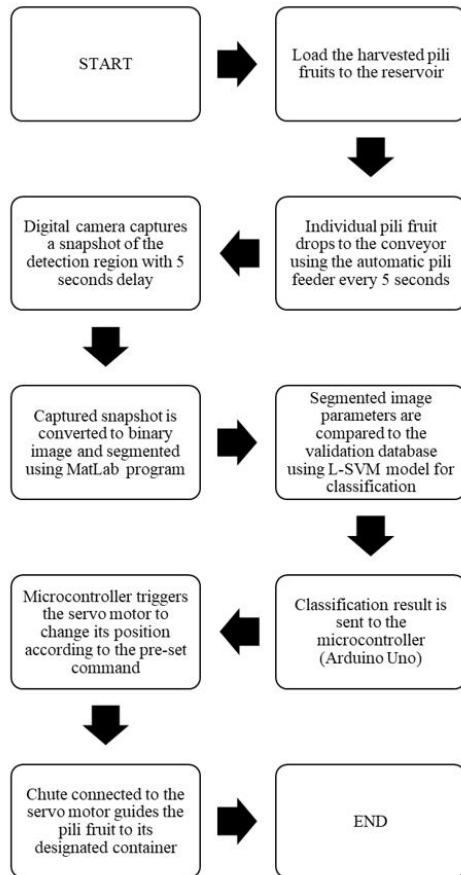 START
Load the harvested pili
fruits to the reservoir
Individual pili fruit
drops to the conveyor
using the automatic pili
feeder every 5 seconds
Digital camera captures
a snapshot of the
detection region with 5
seconds delay
Captured snapshot is
converted to binary
image and segmented
using MatLab program
Segmented image
parameters are
compared to the
validation database
using L-SVM model for
classification
Classification result is
sent to the
microcontroller
(Arduino Uno)
Microcontroller triggers
the servo motor to
change its position
according to the pre-set
command
Chute connected to the
servo motor guides the
pili fruit to its
designated container
END